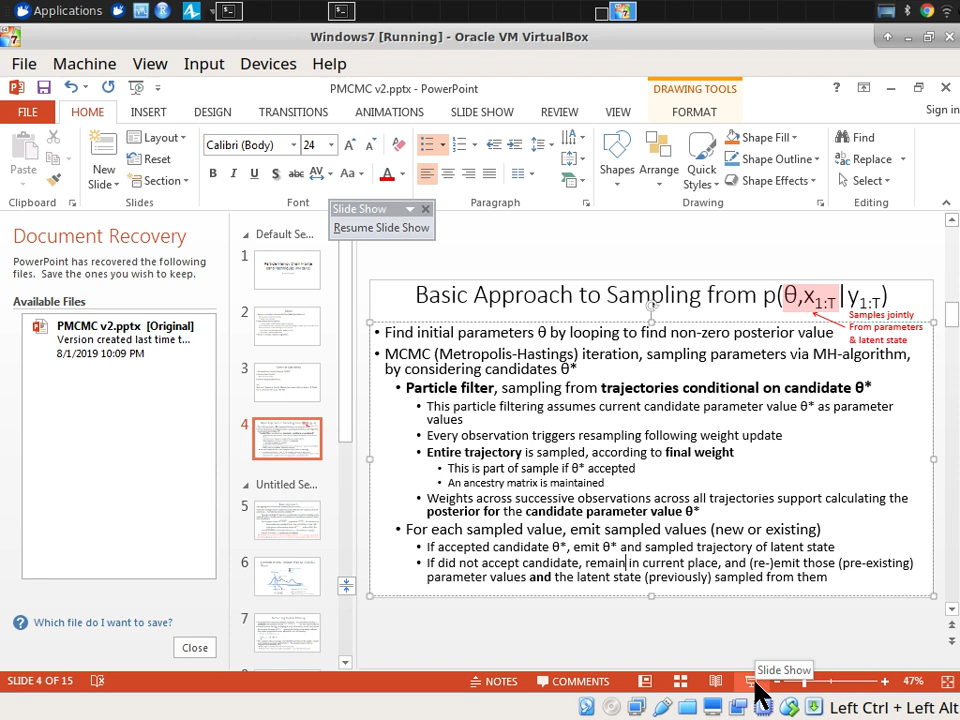 Applications
Windows7 [Running] - Oracle VM VirtualBox
File Machine View Input Devices Help
PMCMC v2.pptx - PowerPoint
DRAWING TOOLS
?
FILE HOME INSERT DESIGN TRANSITIONS ANIMATIONS SLIDE SHOW REVIEW VIEW FORMAT
Sign in
Paste
New
Slide
Layout
Reset
Section
Calibri (Body) 24
B I U S abc AV Aa A
Shapes Arrange Quick
Styles
Shape Fill
Shape Outline
Shape Effects
Find
Replace
Select
Clipboard Slides Font Paragraph Drawing Editing
Slide Show
Resume Slide Show
Document Recovery
PowerPoint has recovered the following
files. Save the ones you wish to keep.
Available Files
PMCMC v2.pptx [Original]
Version created last time t...
8/1/2019 10:09 PM
Which file do I want to save?
Close
Default Se...
1
2
3
4
Untitled Se...
5
6
7
Basic Approach to Sampling from p(θ,x1:T|y1:T)
Samples jointly
From parameters
& latent state
• Find initial parameters θ by looping to find non-zero posterior value
• MCMC (Metropolis-Hastings) iteration, sampling parameters via MH-algorithm,
by considering candidates θ*
• Particle filter, sampling from trajectories conditional on candidate θ*
• This particle filtering assumes current candidate parameter value θ* as parameter
values
• Every observation triggers resampling following weight update
• Entire trajectory is sampled, according to final weight
• This is part of sample if θ* accepted
• An ancestry matrix is maintained
• Weights across successive observations across all trajectories support calculating the
posterior for the candidate parameter value θ*
• For each sampled value, emit sampled values (new or existing)
• If accepted candidate θ*, emit θ* and sampled trajectory of latent state
• If did not accept candidate, remain in current place, and (re-)emit those (pre-existing)
parameter values and the latent state (previously) sampled from them
Slide Show
SLIDE 4 OF 15
NOTES COMMENTS
47%
Left Ctrl + Left Alt